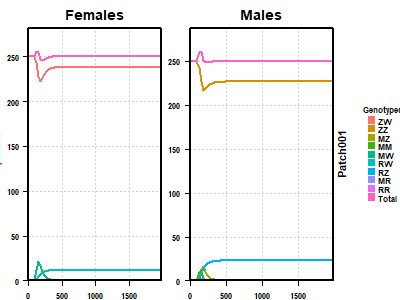 Females
Males
250
200
150
100
50
0
0
500
1000
1500
250
200
150
100
50
0
0
500
1000
1500
Patch001
Genotypes
ZW
ZZ
MZ
MM
MW
RW
RZ
MR
RR
Total